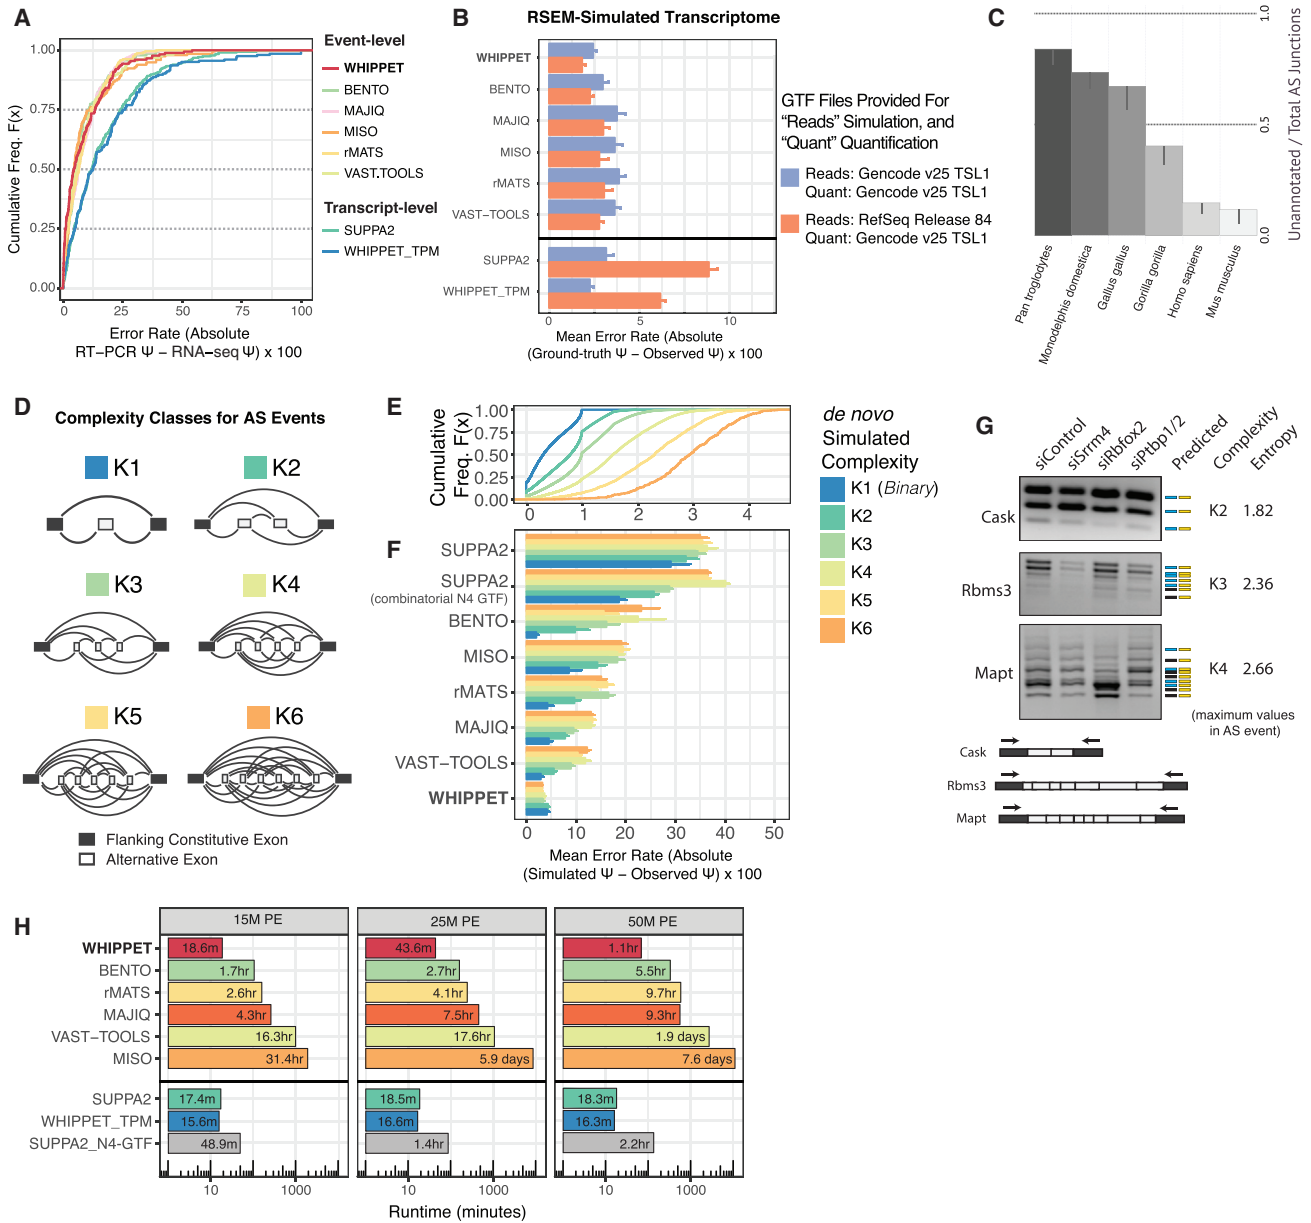 A
1.00
0.75
0.50
0.25
0.00
Cumulative Freq. F(x)
0
25
50
75
100
Error Rate (Absolute
RT−PCR Ψ − RNA−seq Ψ) x 100
Event-level
WHIPPET
BENTO
MAJIQ
MISO
rMATS
VAST.TOOLS
Transcript-level
SUPPA2
WHIPPET_TPM
B
RSEM-Simulated Transcriptome
WHIPPET
BENTO
MAJIQ
MISO
rMATS
VAST−TOOLS
SUPPA2
WHIPPET_TPM
0
5
10
Mean Error Rate (Absolute
(Ground-truth Ψ − Observed Ψ) x 100
GTF Files Provided For
“Reads” Simulation, and
“Quant” Quantification
Reads: Gencode v25 TSL1
Quant: Gencode v25 TSL1
Reads: RefSeq Release 84
Quant: Gencode v25 TSL1
C
1.0
0.5
0.0
Unannotated / Total AS Junctions
Pan troglodytes
Monodelphis domestica
Gallus gallus
Gorilla gorilla
Homo sapiens
Mus musculus
D
Complexity Classes for AS Events
K1
K2
K3
K4
K5
K6
Flanking Constitutive Exon
Alternative Exon
E
Cumulative
Freq. F(x)
1.00
0.75
0.50
0.25
0.00
0
1
2
3
4
de novo
Simulated
Complexity
K1 (Binary)
K2
K3
K4
K5
K6
F
SUPPA2
SUPPA2
(combinatorial N4 GTF)
BENTO
MISO
rMATS
MAJIQ
VAST−TOOLS
WHIPPET
0
10
20
30
40
50
Mean Error Rate (Absolute
(Simulated Ψ − Observed Ψ) x 100
G
siControl
siSrrm4
siRbfox2
siPtbp1/2
Predicted
Complexity
Entropy
Cask
K2
1.82
Rbms3
K3
2.36
Mapt
K4
2.66
(maximum values
in AS event)
Cask
Rbms3
Mapt
H
15M PE
25M PE
50M PE
WHIPPET
18.6m
43.6m
1.1hr
BENTO
1.7hr
2.7hr
5.5hr
rMATS
2.6hr
4.1hr
9.7hr
MAJIQ
4.3hr
7.5hr
9.3hr
VAST−TOOLS
16.3hr
17.6hr
1.9 days
MISO
31.4hr
5.9 days
7.6 days
SUPPA2
17.4m
18.5m
18.3m
WHIPPET_TPM
15.6m
16.6m
16.3m
SUPPA2_N4-GTF
48.9m
1.4hr
2.2hr
10
1000
10
1000
10
1000
Runtime (minutes)